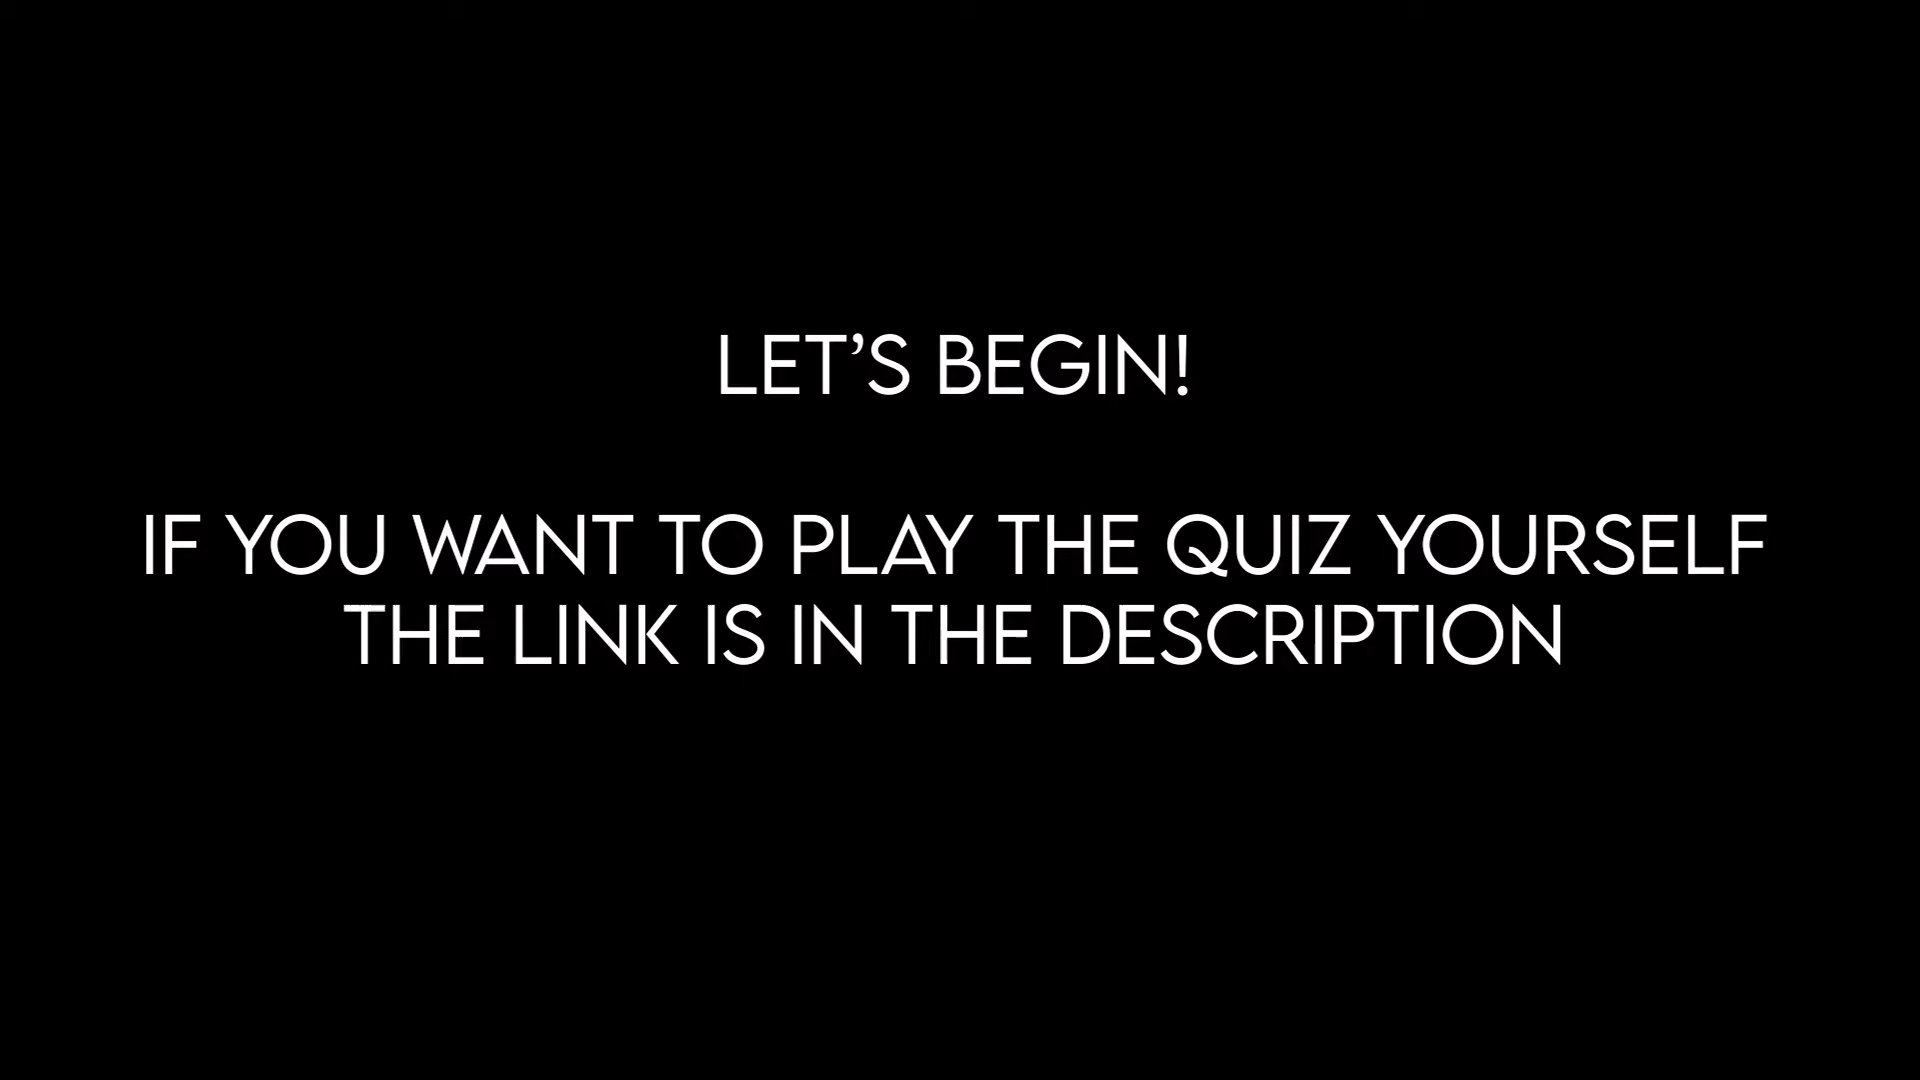 LET’S BEGIN!
IF YOU WANT TO PLAY THE QUIZ YOURSELF
THE LINK IS IN THE DESCRIPTION